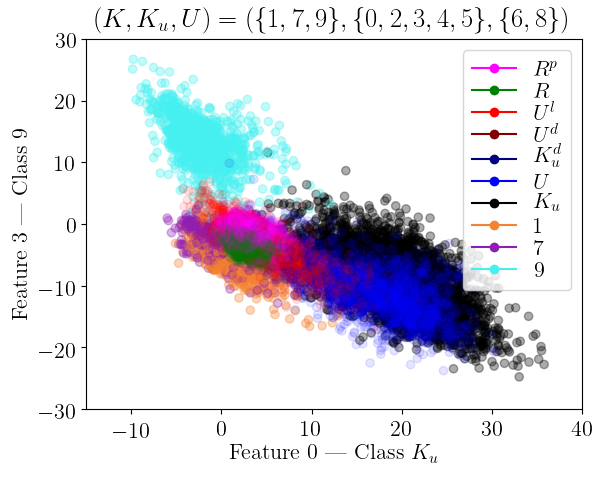 (K, K_u, U) = ({1, 7, 9}, {0, 2, 3, 4, 5}, {6, 8})
30
20
10
0
−10
−20
−30
Feature 3 — Class 9
R^p
R
U^l
U^d
K_u^d
U
K_u
1
7
9
−10
0
10
20
30
40
Feature 0 — Class K_u